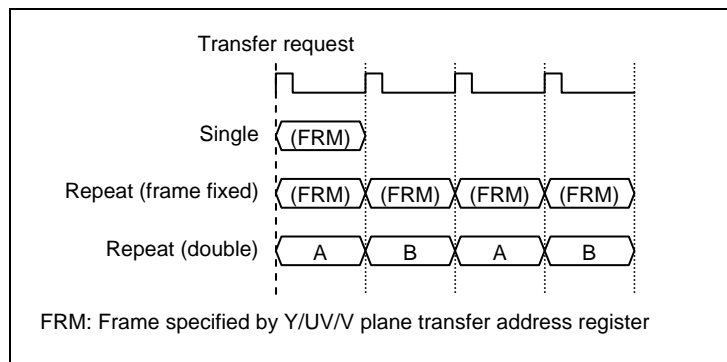 Transfer request
Single (FRM)
Repeat (frame fixed) (FRM) (FRM) (FRM) (FRM)
Repeat (double) A B A B
FRM: Frame specified by Y/UV/V plane transfer address register